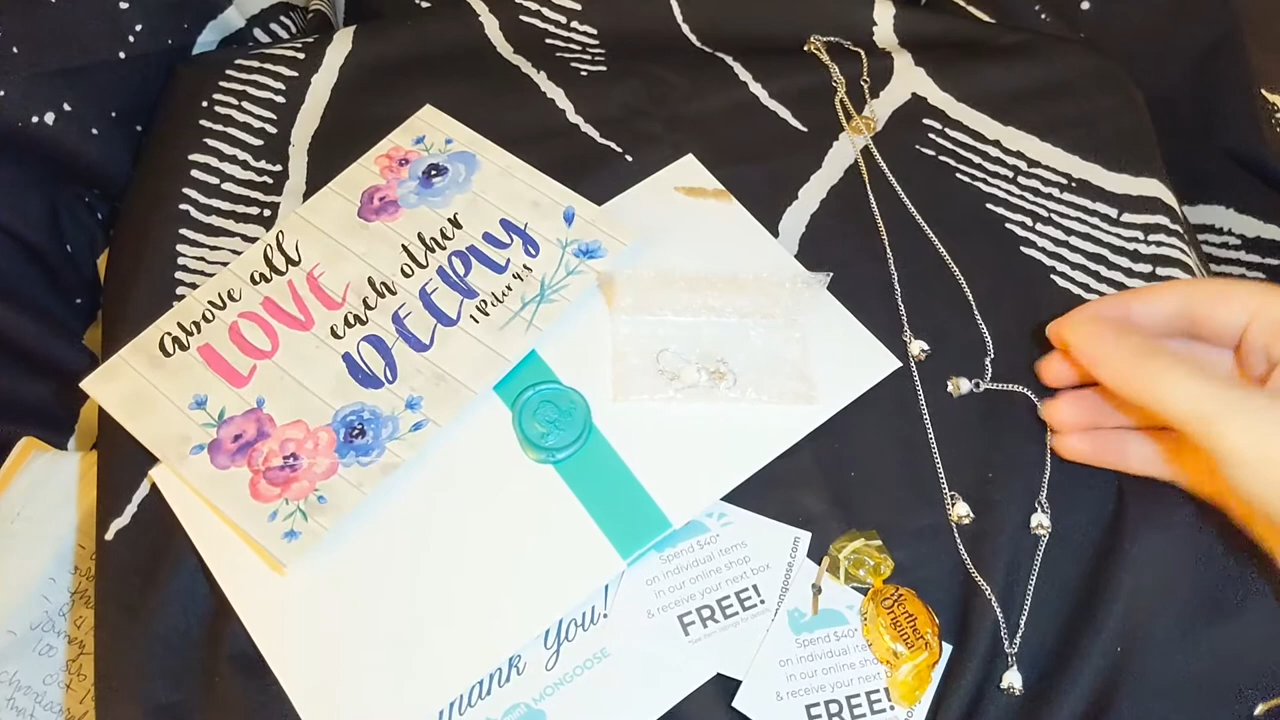 above all
LOVE
each other
DEEPLY
1 Peter 4:8
Thank You!
mint MONGOOSE
Spend $40*
on individual items
in our online shop
& receive your next box
FREE!
mongoose.com
Spend $40*
on individual
in our online shop
& receive your next
FREE!
Werther's
Original